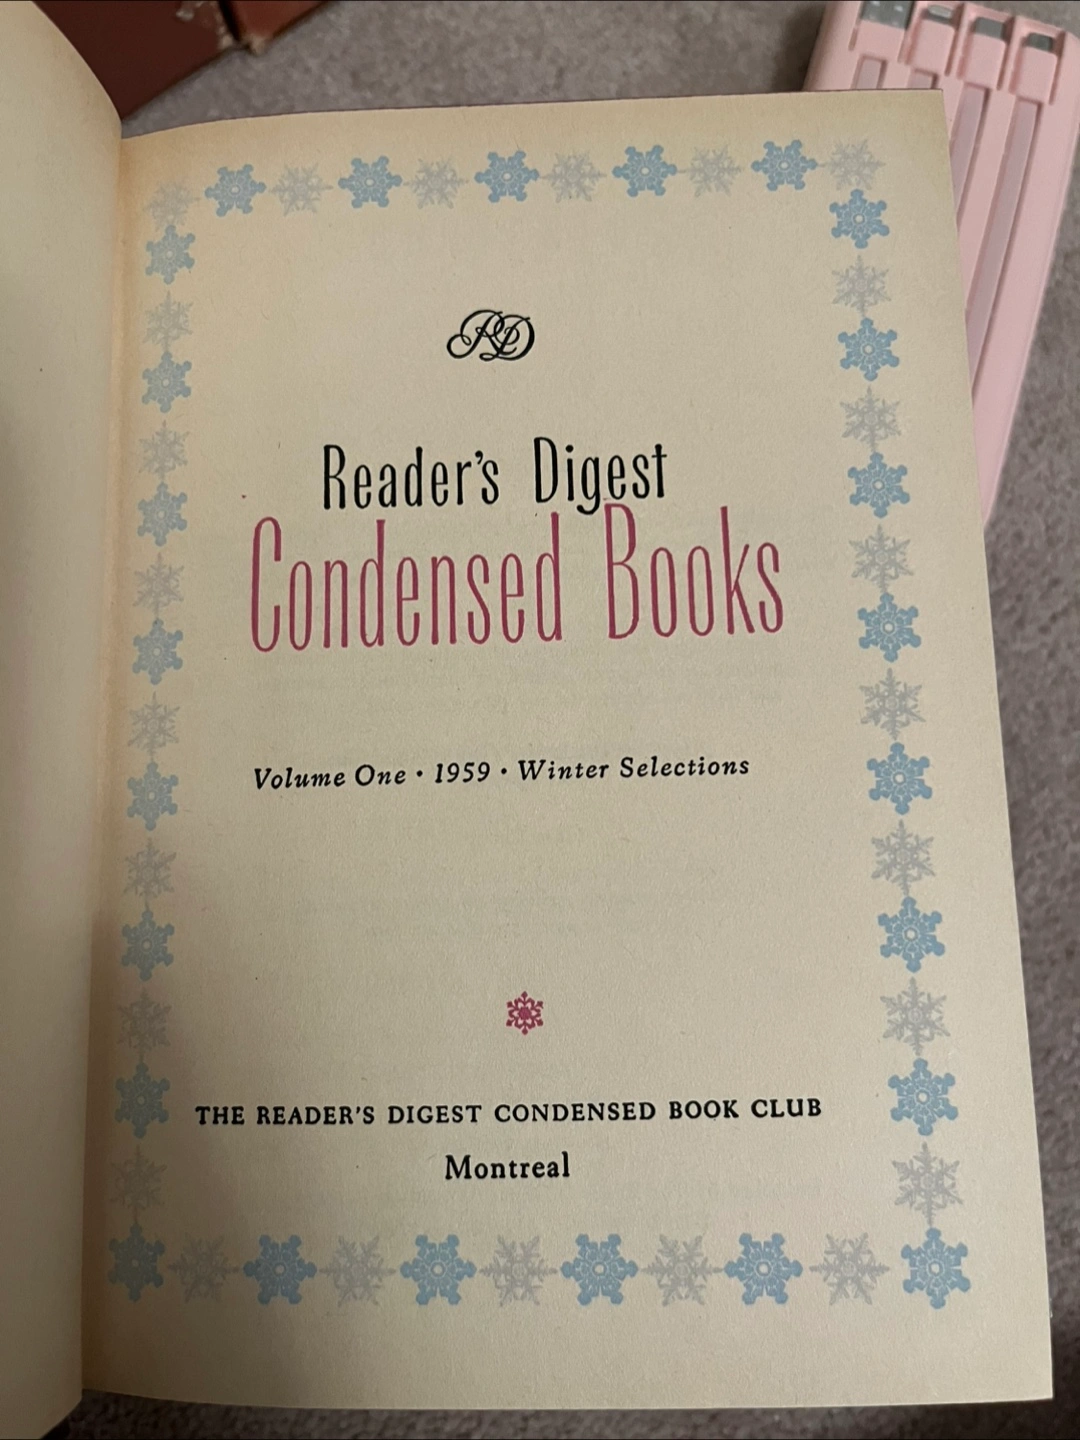 RD
Reader's Digest
Condensed Books
Volume One • 1959 • Winter Selections
THE READER'S DIGEST CONDENSED BOOK CLUB
Montreal